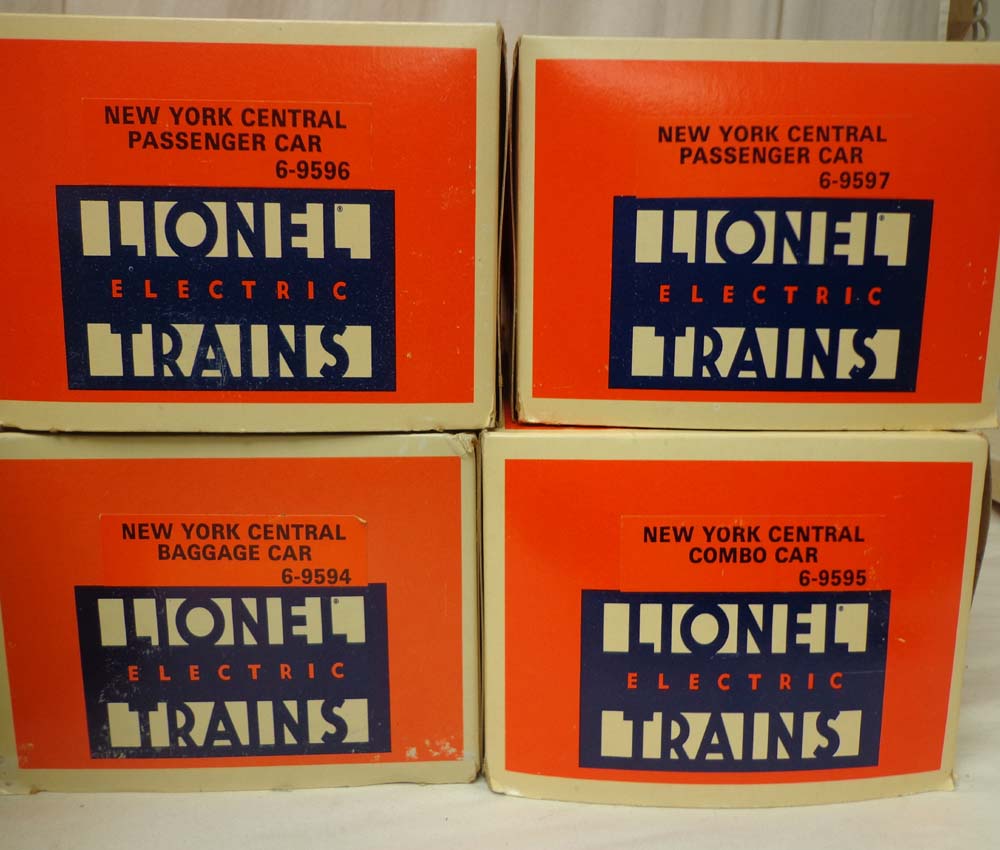 NEW YORK CENTRAL
PASSENGER CAR
6-9596
LIONEL®
ELECTRIC
TRAINS
NEW YORK CENTRAL
PASSENGER CAR
6-9597
LIONEL®
ELECTRIC
TRAINS
NEW YORK CENTRAL
BAGGAGE CAR
6-9594
LIONEL®
ELECTRIC
TRAINS
NEW YORK CENTRAL
COMBO CAR
6-9595
LIONEL®
ELECTRIC
TRAINS